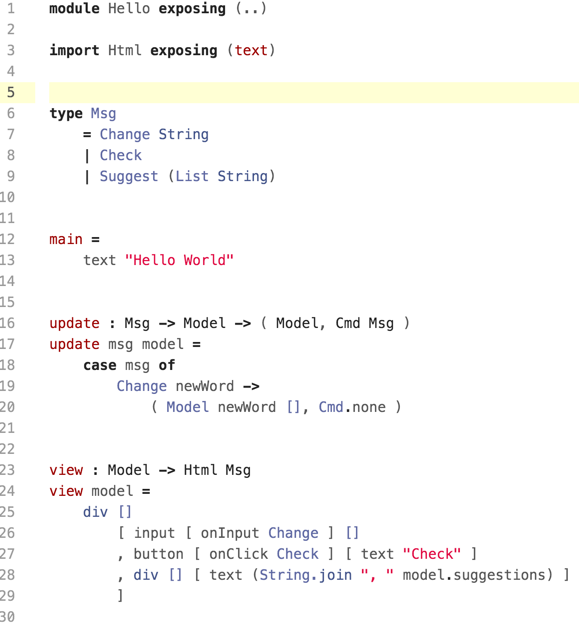 1 module Hello exposing (..)
2
3 import Html exposing (text)
4
5
6 type Msg
7     = Change String
8     | Check
9     | Suggest (List String)
10
11
12 main =
13     text "Hello World"
14
15
16 update : Msg -> Model -> ( Model, Cmd Msg )
17 update msg model =
18     case msg of
19         Change newWord ->
20             ( Model newWord [], Cmd.none )
21
22
23 view : Model -> Html Msg
24 view model =
25     div []
26         [ input [ onInput Change ] []
27         , button [ onClick Check ] [ text "Check" ]
28         , div [] [ text (String.join ", " model.suggestions) ]
29         ]
30